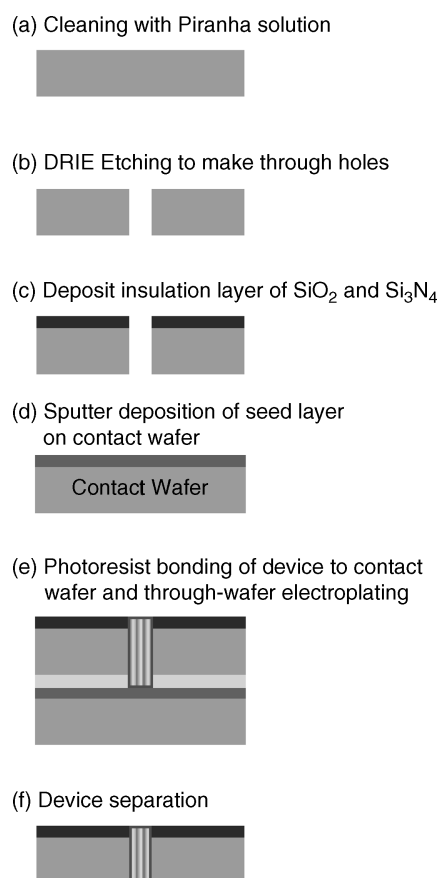 (a) Cleaning with Piranha solution
(b) DRIE Etching to make through holes
(c) Deposit insulation layer of SiO₂ and Si₃N₄
(d) Sputter deposition of seed layer
on contact wafer
Contact Wafer
(e) Photoresist bonding of device to contact
wafer and through-wafer electroplating
(f) Device separation